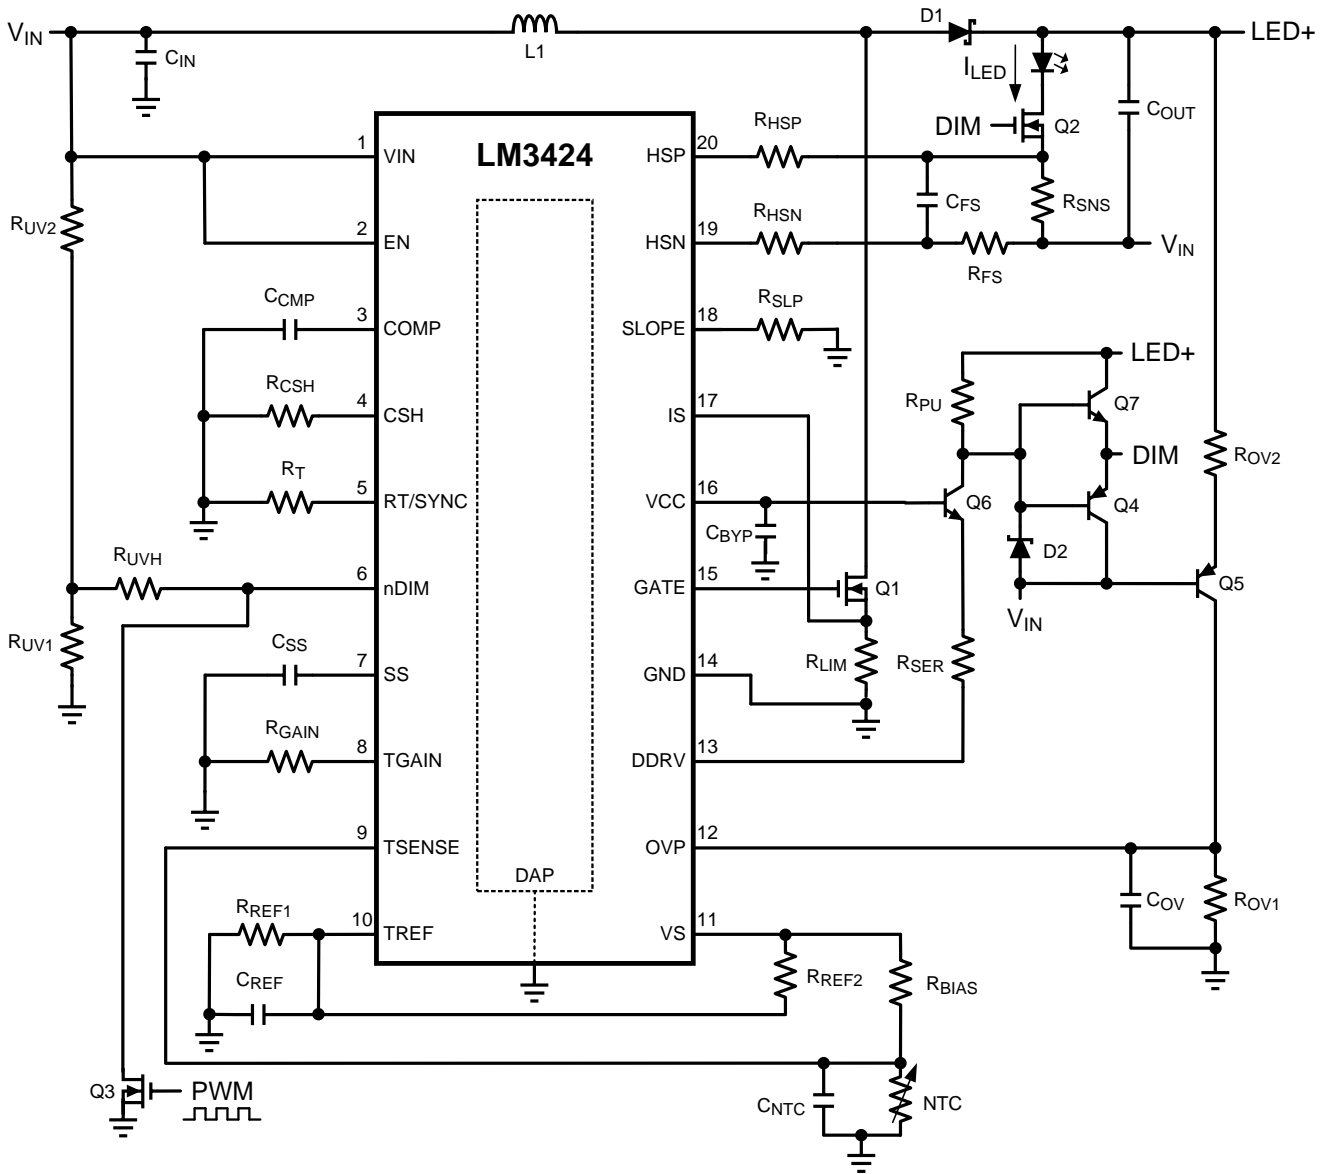 VIN
CIN
L1
D1
LED+
ILED
DIM
Q2
COUT
LM3424
1
VIN
20
HSP
RHSP
CFS
RSNS
RUV2
2
EN
19
HSN
RHSN
RFS
VIN
CCMP
3
COMP
18
SLOPE
RSLP
RCSH
4
CSH
17
IS
LED+
RPU
Q7
DIM
ROV2
RT
5
RT/SYNC
16
VCC
CBYP
Q6
Q4
D2
RUVH
6
nDIM
15
GATE
Q1
VIN
Q5
RUV1
CSS
7
SS
14
GND
RLIM
RSER
RGAIN
8
TGAIN
13
DDRV
9
TSENSE
12
OVP
DAP
COV
ROV1
RREF1
10
TREF
11
VS
CREF
RREF2
RBIAS
Q3
PWM
CNTC
NTC